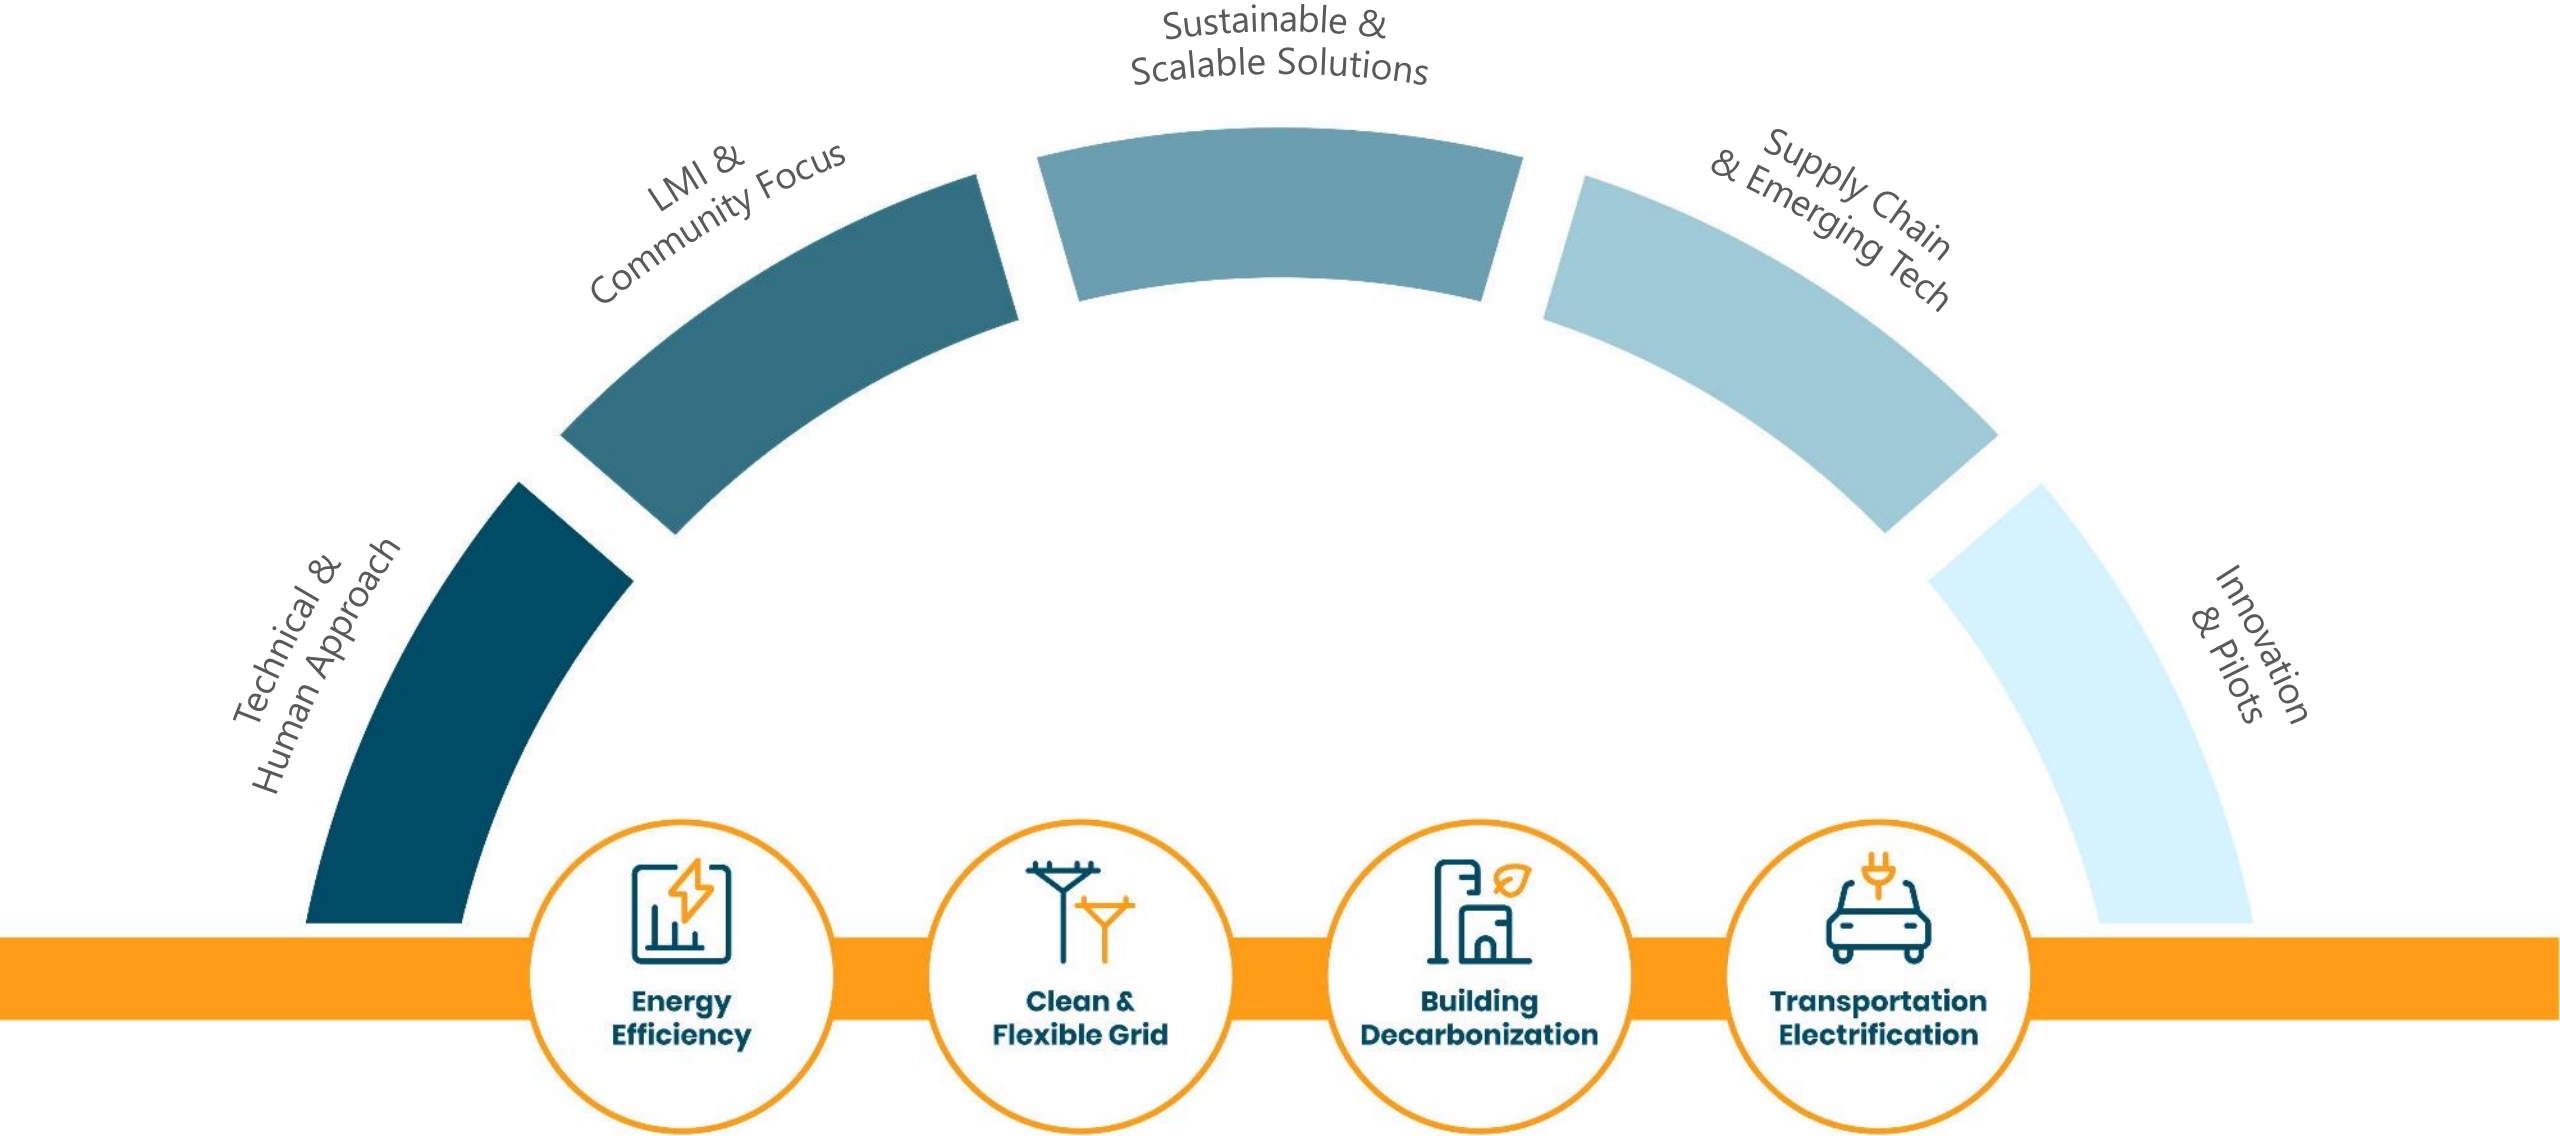 Technical &
Human Approach
LMI &
Community Focus
Sustainable &
Scalable Solutions
Supply Chain
& Emerging Tech
Innovation
& Pilots
Energy
Efficiency
Clean &
Flexible Grid
Building
Decarbonization
Transportation
Electrification